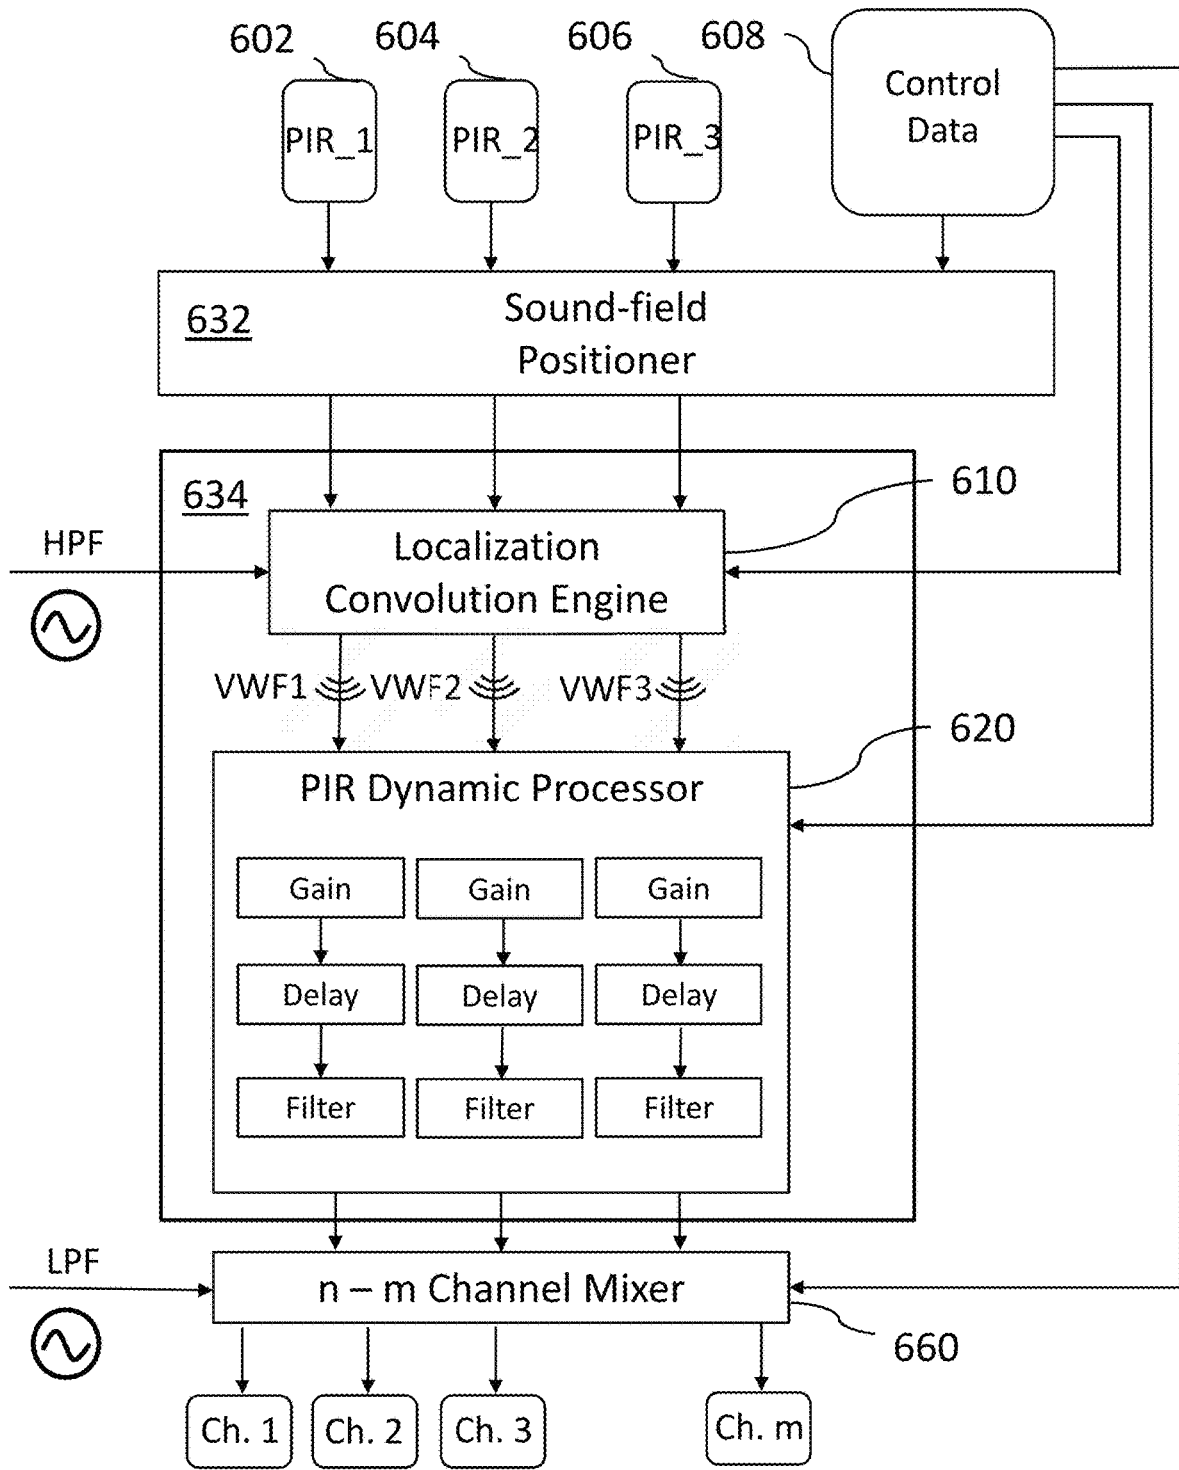 602
604
606
608
PIR_1
PIR_2
PIR_3
Control
Data
632
Sound-field
Positioner
634
610
HPF
Localization
Convolution Engine
VWF1
VWF2
VWF3
620
PIR Dynamic Processor
Gain
Gain
Gain
Delay
Delay
Delay
Filter
Filter
Filter
LPF
n – m Channel Mixer
660
Ch. 1
Ch. 2
Ch. 3
Ch. m